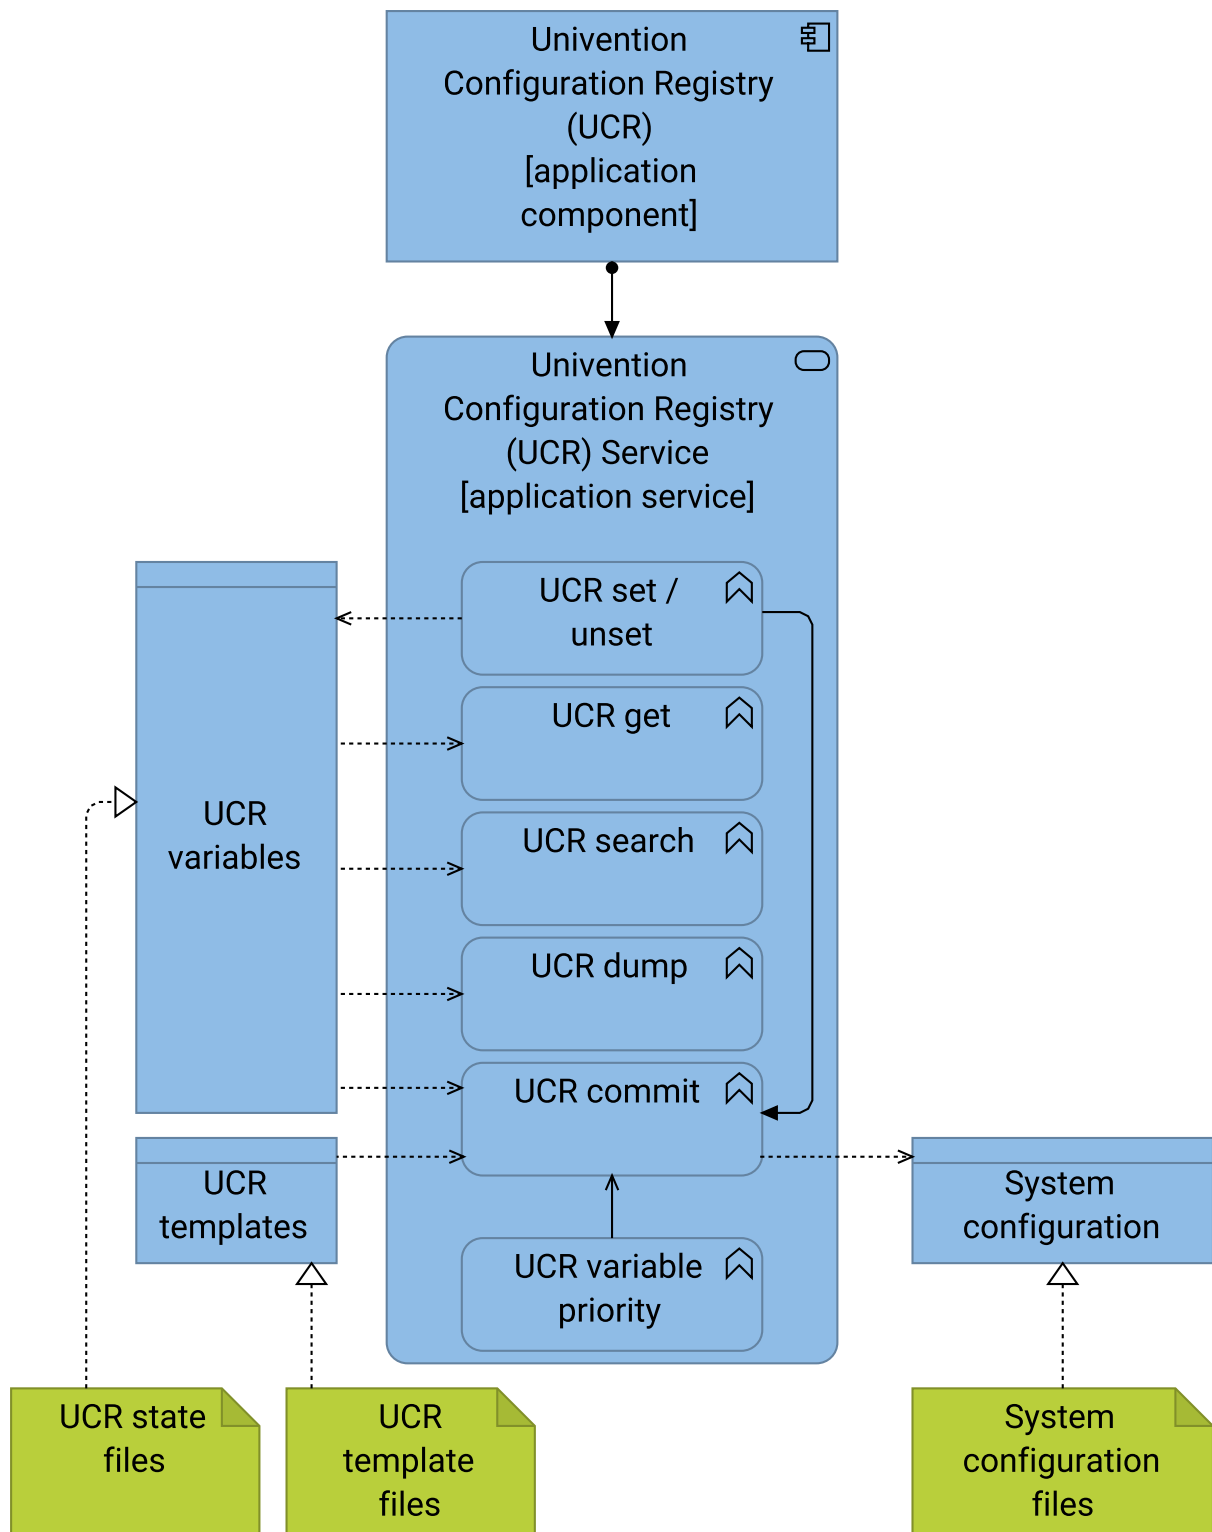 Univention
Configuration Registry
(UCR)
[application
component]
Univention
Configuration Registry
(UCR) Service
[application service]
UCR set /
unset
UCR get
UCR
variables
UCR search
UCR dump
UCR commit
UCR
templates
System
configuration
UCR variable
priority
UCR state
files
UCR
template
files
System
configuration
files